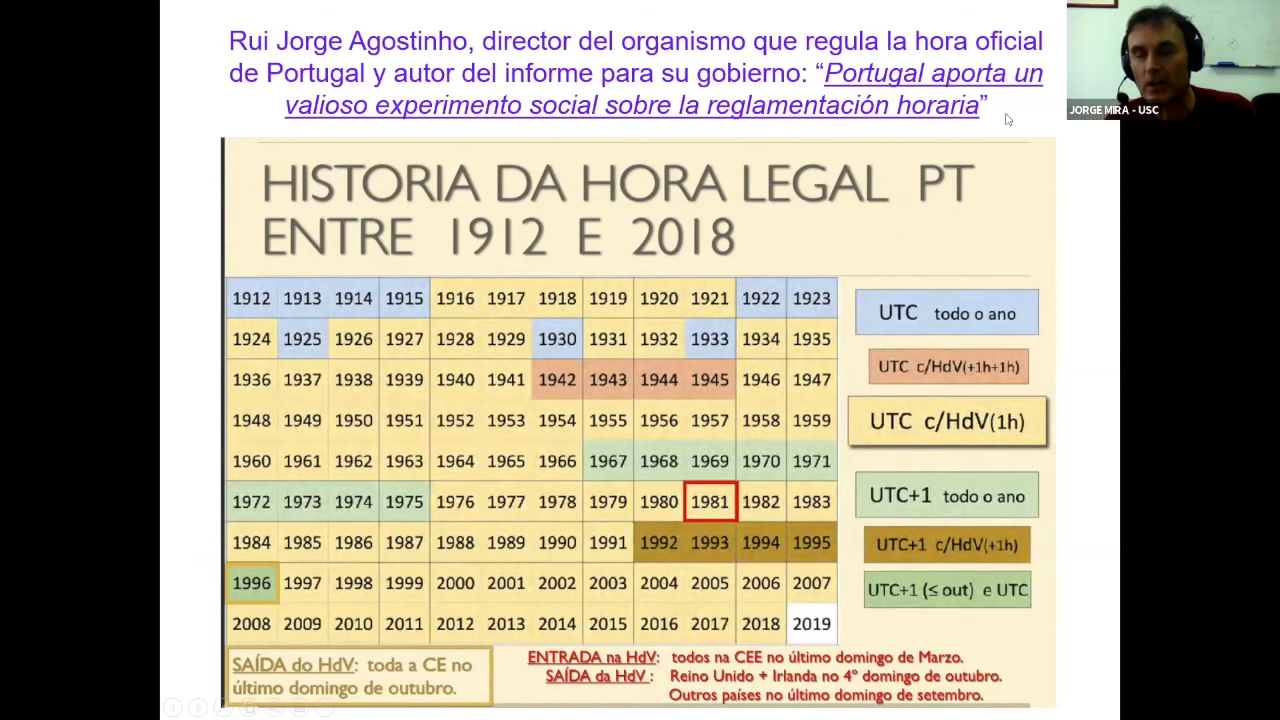 Rui Jorge Agostinho, director del organismo que regula la hora oficial
de Portugal y autor del informe para su gobierno: “Portugal aporta un
valioso experimento social sobre la reglamentación horaria”
JORGE MIRA - USC
HISTORIA DA HORA LEGAL PT
ENTRE 1912 E 2018
1912 1913 1914 1915 1916 1917 1918 1919 1920 1921 1922 1923
1924 1925 1926 1927 1928 1929 1930 1931 1932 1933 1934 1935
1936 1937 1938 1939 1940 1941 1942 1943 1944 1945 1946 1947
1948 1949 1950 1951 1952 1953 1954 1955 1956 1957 1958 1959
1960 1961 1962 1963 1964 1965 1966 1967 1968 1969 1970 1971
1972 1973 1974 1975 1976 1977 1978 1979 1980 1981 1982 1983
1984 1985 1986 1987 1988 1989 1990 1991 1992 1993 1994 1995
1996 1997 1998 1999 2000 2001 2002 2003 2004 2005 2006 2007
2008 2009 2010 2011 2012 2013 2014 2015 2016 2017 2018 2019
UTC todo o ano
UTC c/HdV(+1h+1h)
UTC c/HdV(1h)
UTC+1 todo o ano
UTC+1 c/HdV(+1h)
UTC+1 (≤ out) e UTC
SAÍDA do HdV: toda a CE no
último domingo de outubro.
ENTRADA na HdV: todos na CEE no último domingo de Marzo.
SAÍDA da HdV : Reino Unido + Irlanda no 4º domingo de outubro.
Outros países no último domingo de setembro.